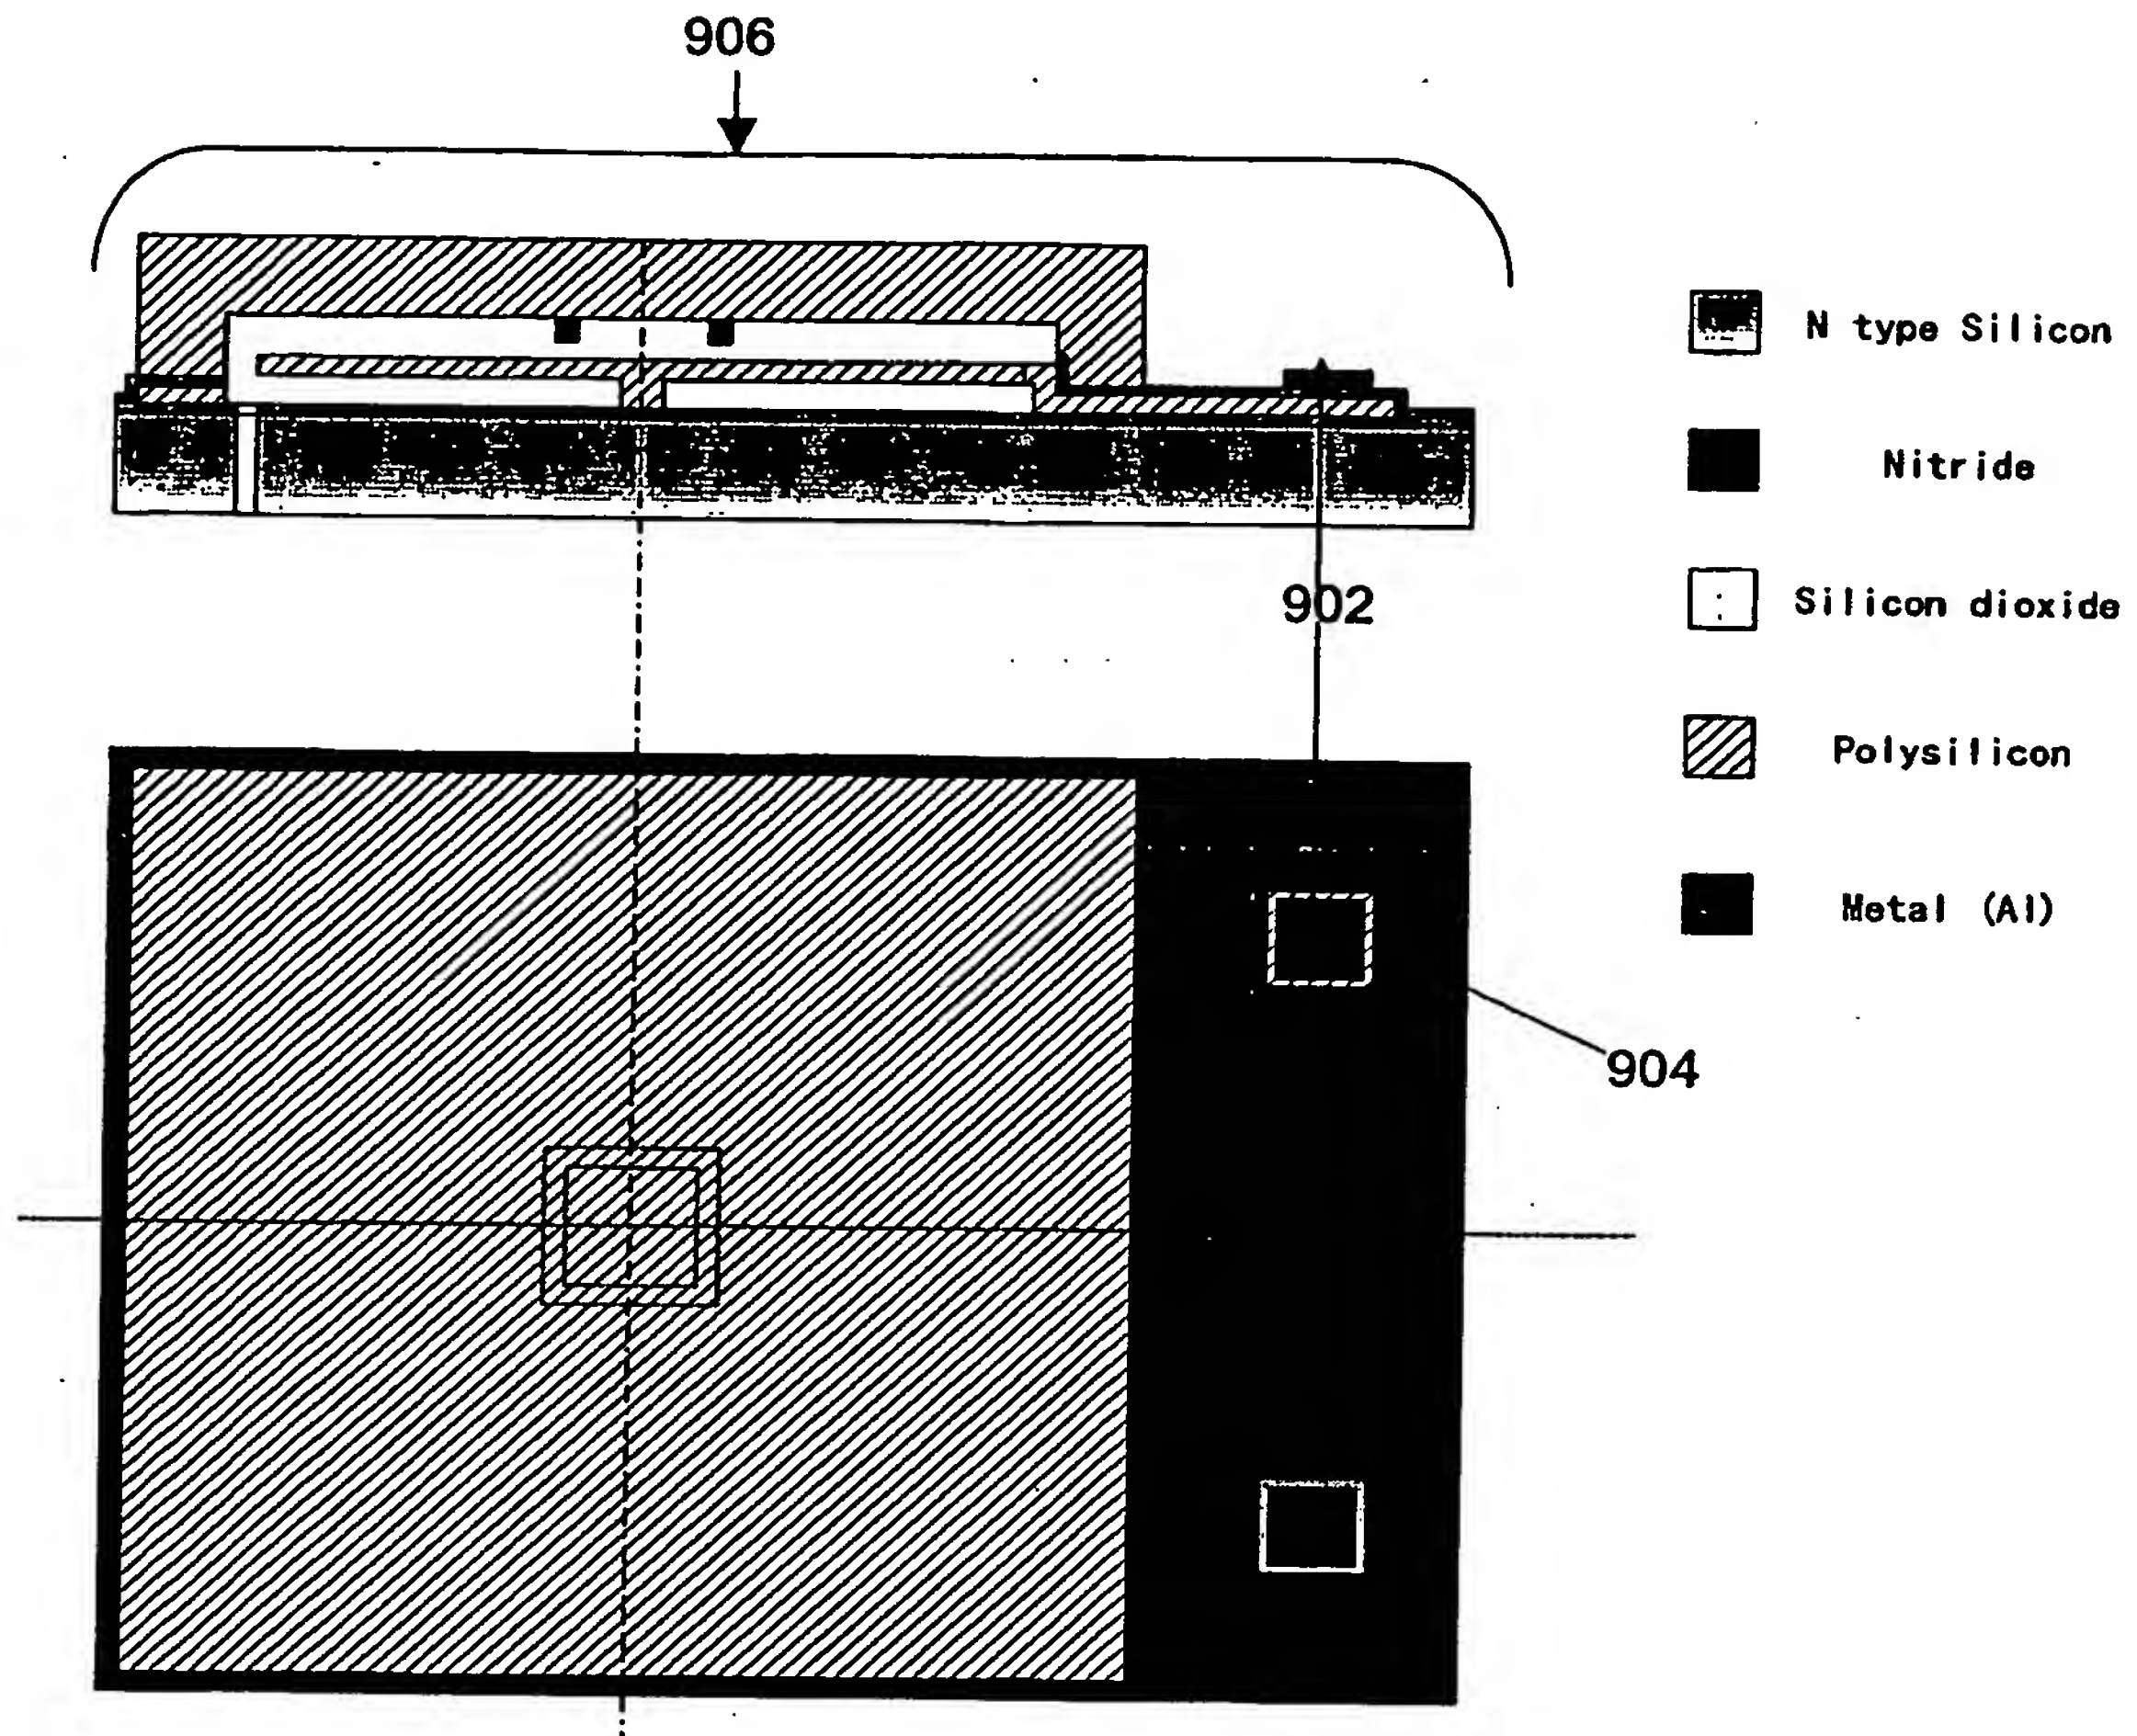 906
N type Silicon
Nitride
902
Silicon dioxide
Polysilicon
Metal (Al)
904